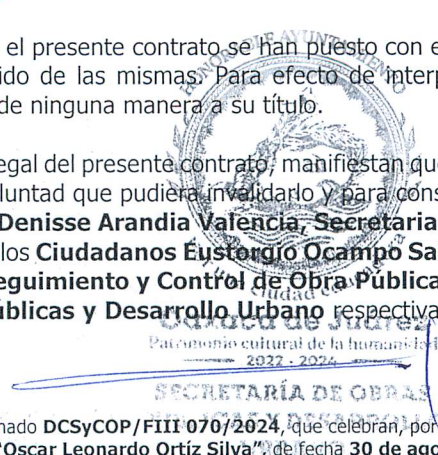 el presente contrato se han puesto con e
ido de las mismas. Para efecto de interp
de ninguna manera a su título.
egal del presente contrato, manifiestan que
luntad que pudiera invalidarlo y para cons
Denisse Arandia Valencia, Secretaria
los Ciudadanos Eustorgio Ocampo Sa
eguimiento y Control de Obra Pública
úblicas y Desarrollo Urbano respectiva
Oaxaca de Juárez
Patrimonio cultural de la humanidad
2022 - 2024
SECRETARÍA DE OBRAS
nado DCSyCOP/FIII 070/2024, que celebran, por
"Oscar Leonardo Ortíz Silva", de fecha 30 de ago